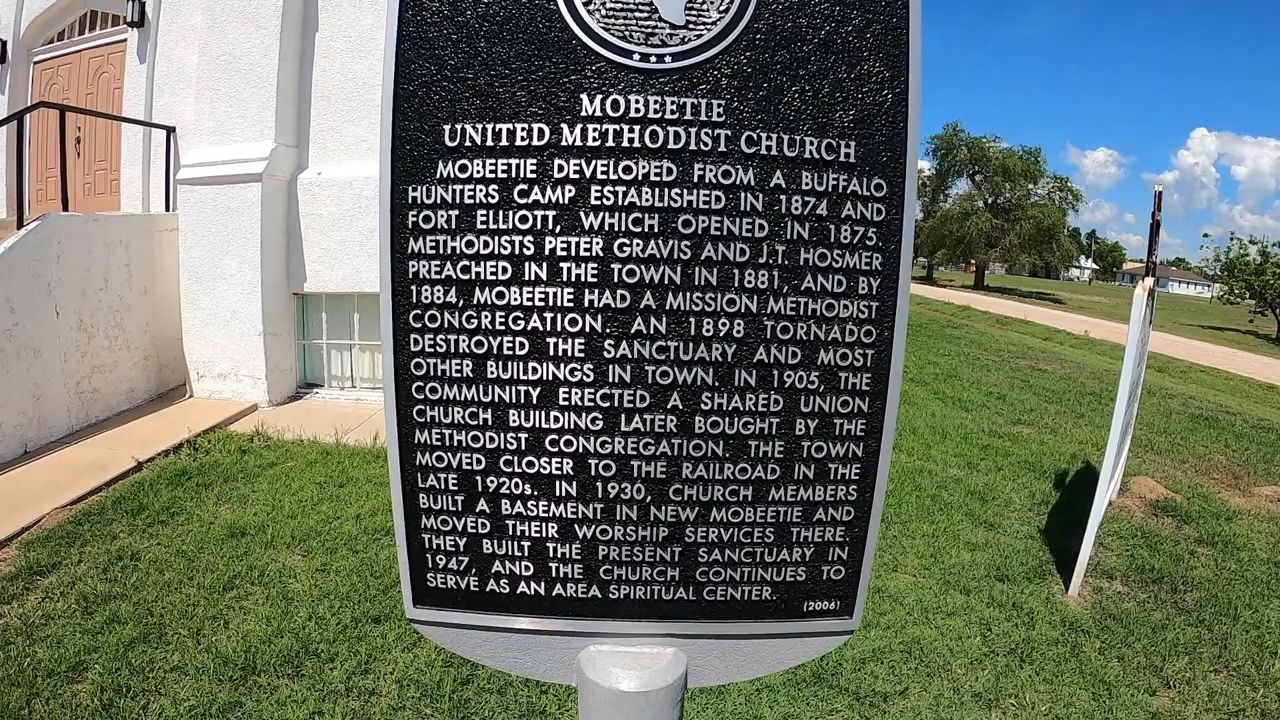 MOBEETIE
UNITED METHODIST CHURCH
MOBEETIE DEVELOPED FROM A BUFFALO
HUNTERS CAMP ESTABLISHED IN 1874 AND
FORT ELLIOTT, WHICH OPENED IN 1875.
METHODISTS PETER GRAVIS AND J.T. HOSMER
PREACHED IN THE TOWN IN 1881, AND BY
1884, MOBEETIE HAD A MISSION METHODIST
CONGREGATION. AN 1898 TORNADO
DESTROYED THE SANCTUARY AND MOST
OTHER BUILDINGS IN TOWN. IN 1905, THE
COMMUNITY ERECTED A SHARED UNION
CHURCH BUILDING LATER BOUGHT BY THE
METHODIST CONGREGATION. THE TOWN
MOVED CLOSER TO THE RAILROAD IN THE
LATE 1920s. IN 1930, CHURCH MEMBERS
BUILT A BASEMENT IN NEW MOBEETIE AND
MOVED THEIR WORSHIP SERVICES THERE.
THEY BUILT THE PRESENT SANCTUARY IN
1947, AND THE CHURCH CONTINUES TO
SERVE AS AN AREA SPIRITUAL CENTER.
(2006)